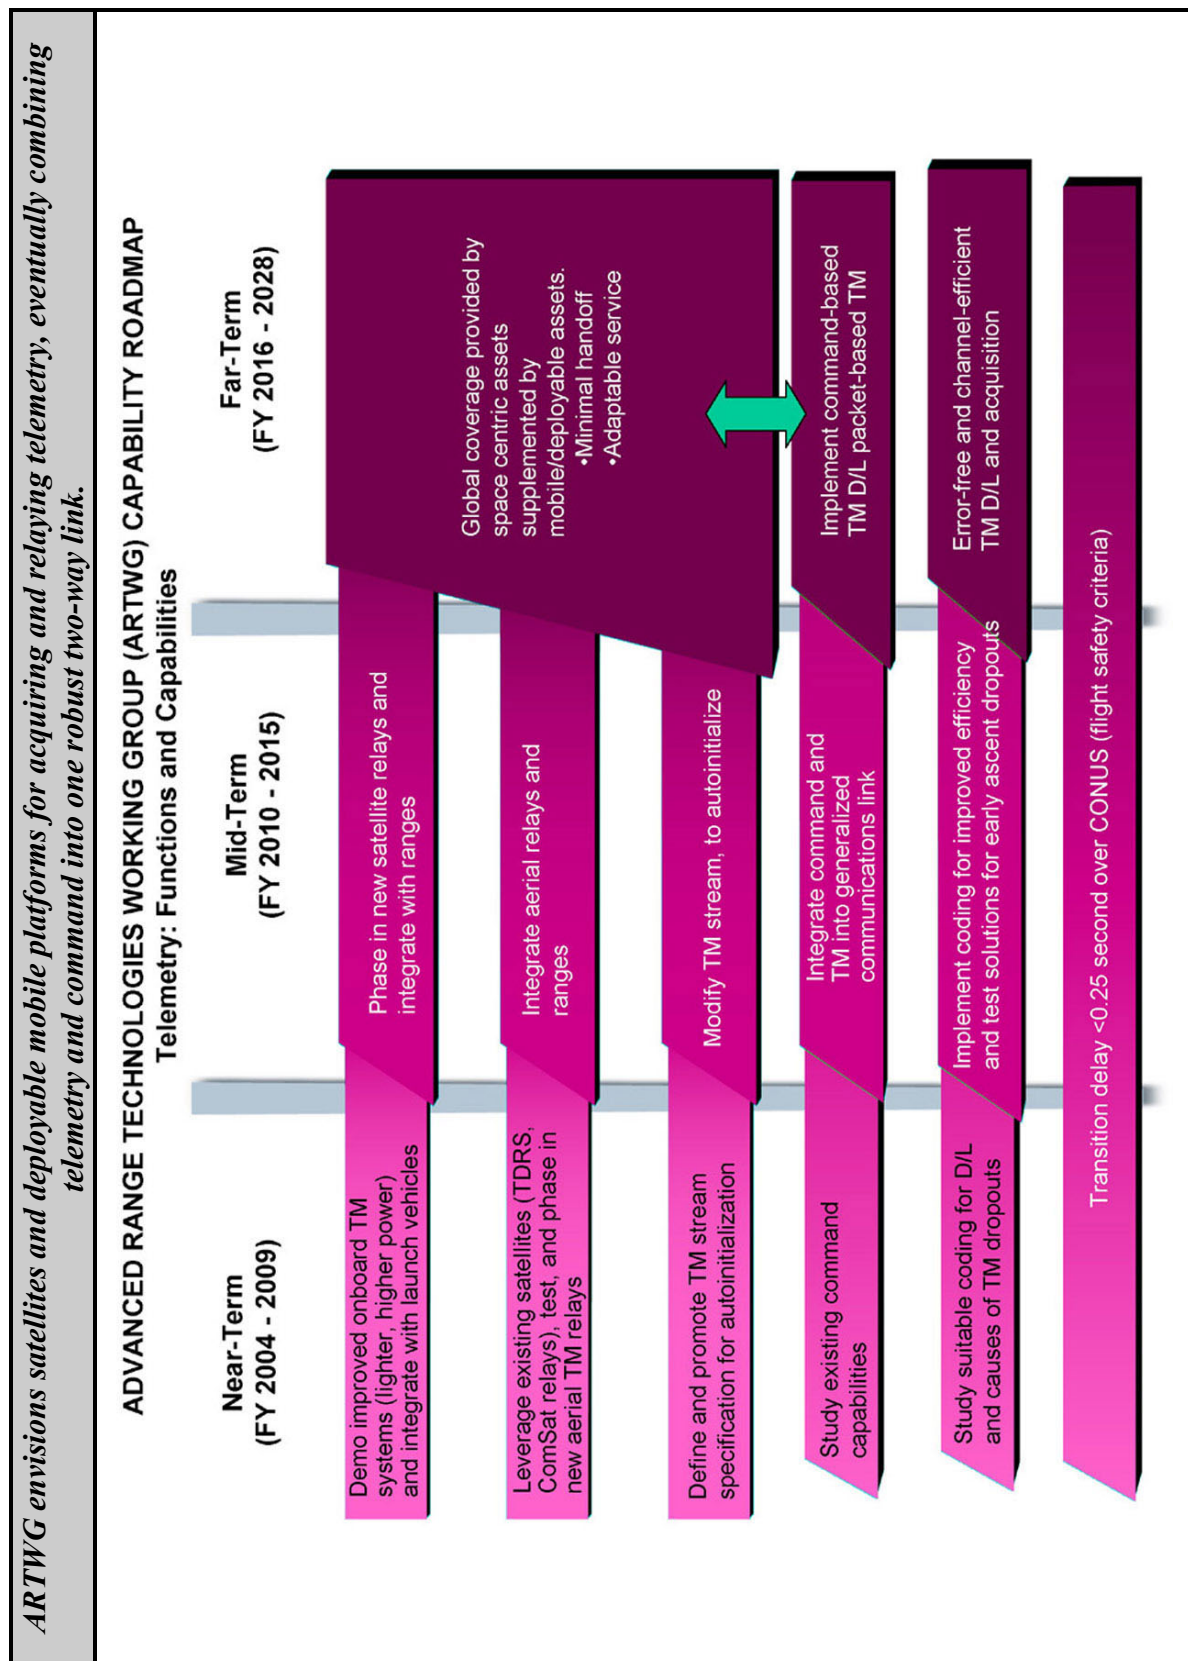 ARTWG envisions satellites and deployable mobile platforms for acquiring and relaying telemetry, eventually combining
telemetry and command into one robust two-way link.
ADVANCED RANGE TECHNOLOGIES WORKING GROUP (ARTWG) CAPABILITY ROADMAP
Telemetry: Functions and Capabilities
Near-Term
(FY 2004 - 2009)
Mid-Term
(FY 2010 - 2015)
Far-Term
(FY 2016 - 2028)
Demo improved onboard TM
systems (lighter, higher power)
and integrate with launch vehicles
Phase in new satellite relays and
integrate with ranges
Global coverage provided by
space centric assets
supplemented by
mobile/deployable assets.
•Minimal handoff
•Adaptable service
Leverage existing satellites (TDRS,
ComSat relays), test, and phase in
new aerial TM relays
Integrate aerial relays and
ranges
Define and promote TM stream
specification for autoinitialization
Modify TM stream, to autoinitialize
Study existing command
capabilities
Integrate command and
TM into generalized
communications link
Implement command-based
TM D/L packet-based TM
Study suitable coding for D/L
and causes of TM dropouts
Implement coding for improved efficiency
and test solutions for early ascent dropouts
Error-free and channel-efficient
TM D/L and acquisition
Transition delay <0.25 second over CONUS (flight safety criteria)